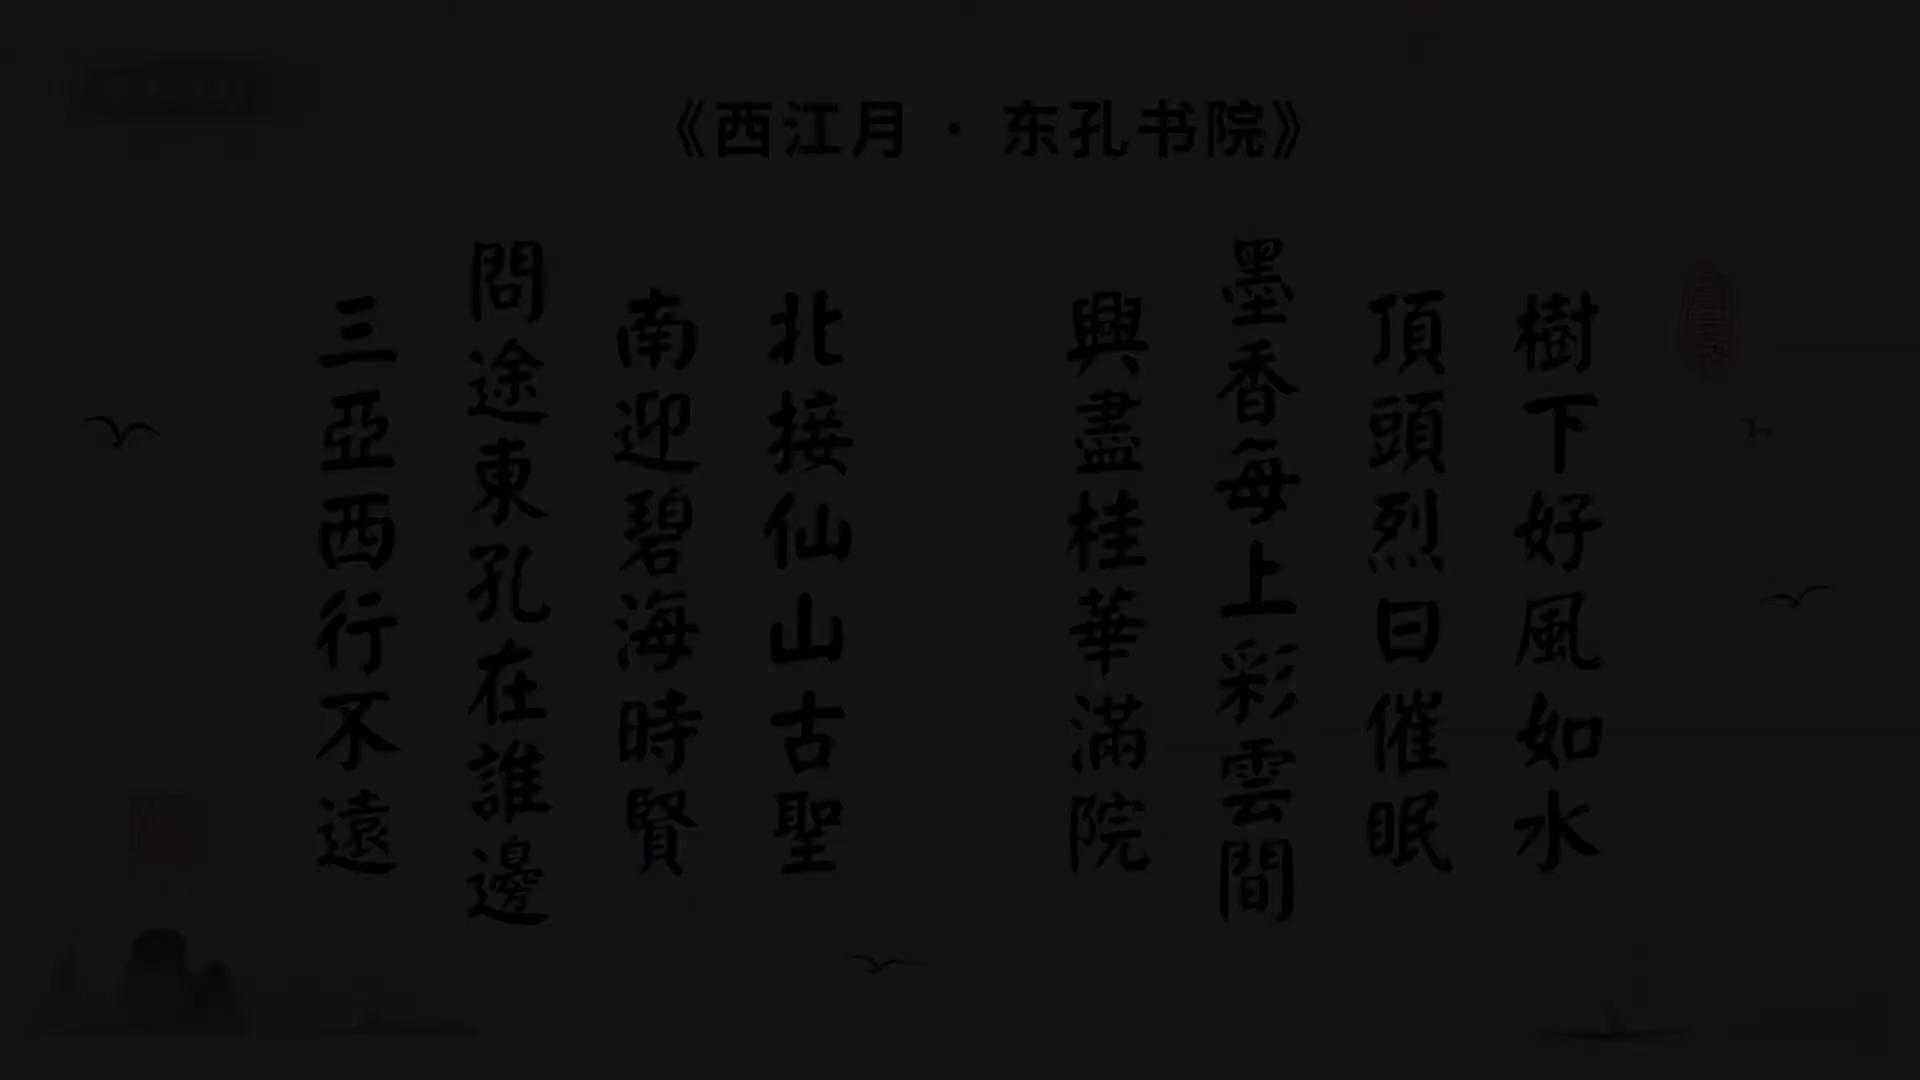 《西江月 · 东孔书院》
樹下好風如水
頂頭烈日催眠
墨香每上彩雲間
興盡桂華滿院
北接仙山古聖
南迎碧海時賢
問途東孔在誰邊
三亞西行不遠